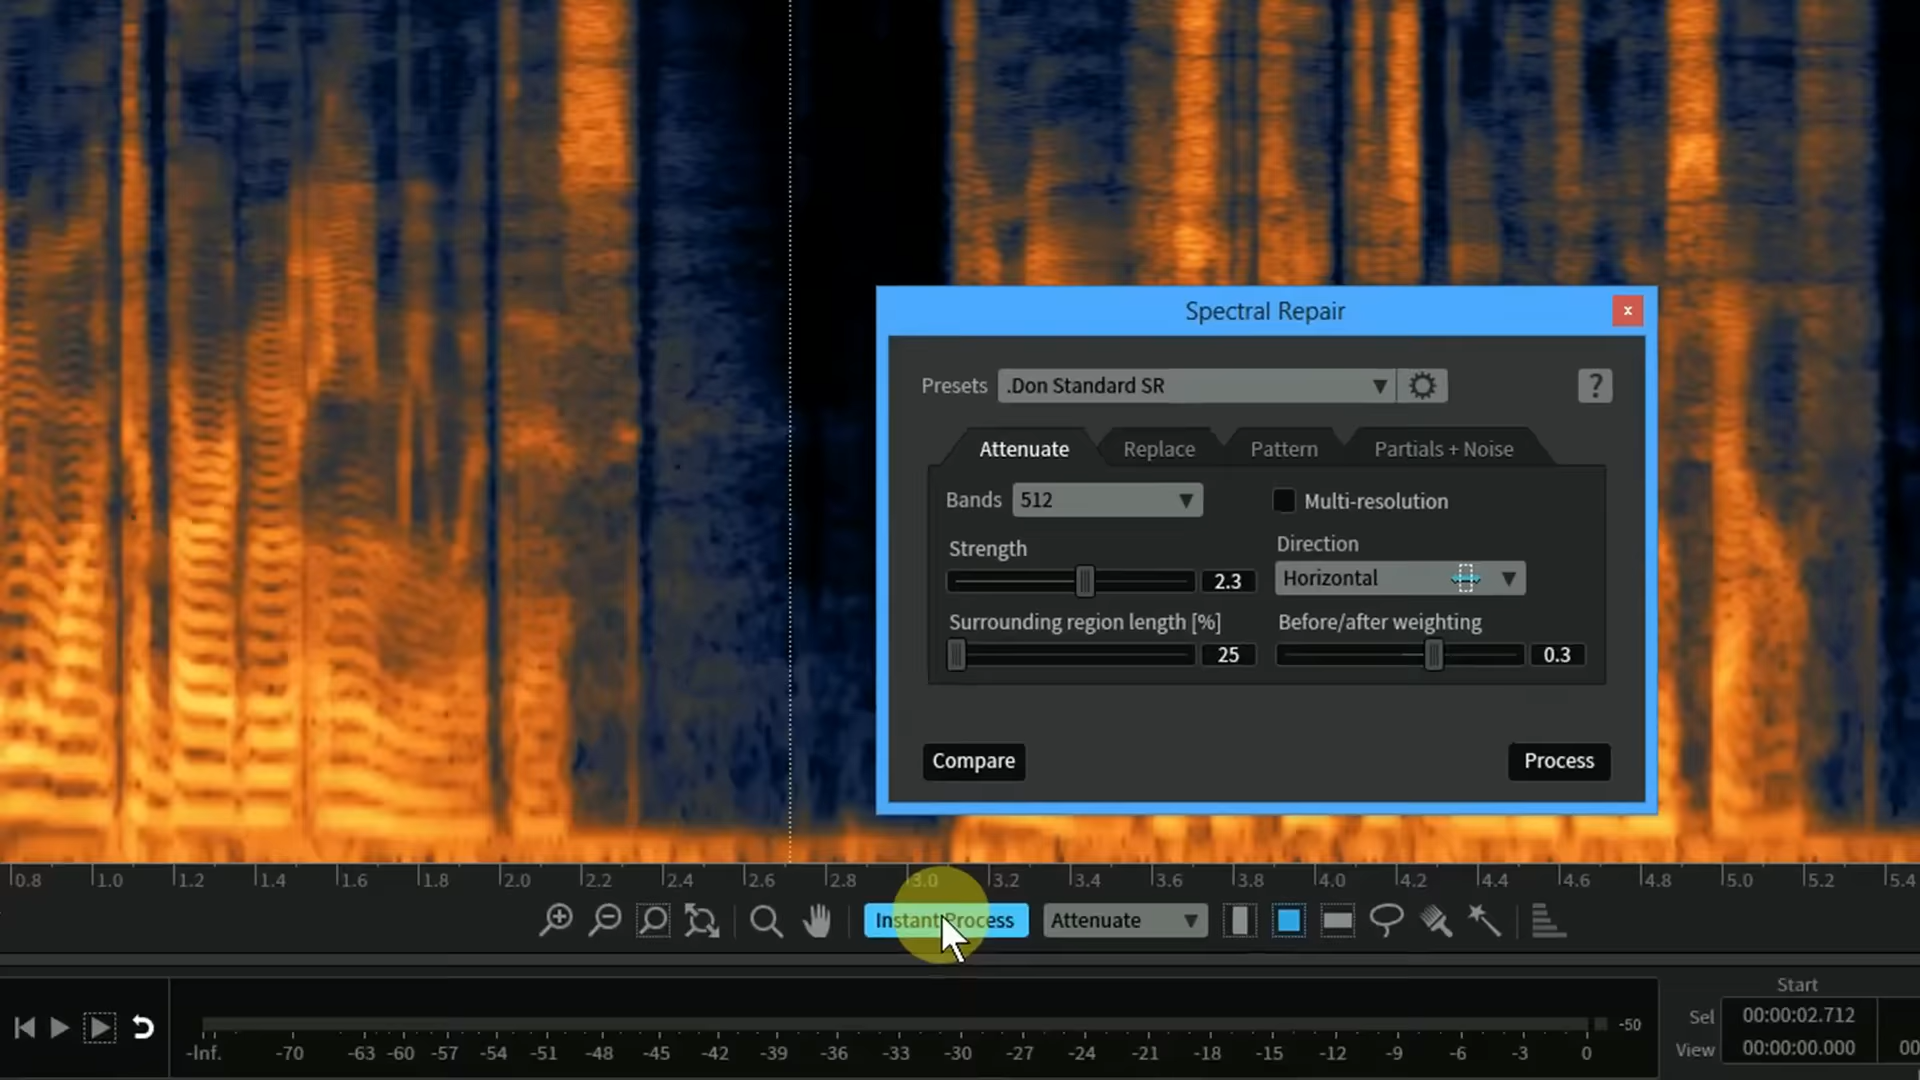 Spectral Repair
x
Presets .Don Standard SR ?
Attenuate Replace Pattern Partials + Noise
Bands 512 Multi-resolution
Strength Direction
2.3 Horizontal
Surrounding region length [%] Before/after weighting
25 0.3
Compare Process
0.8 1.0 1.2 1.4 1.6 1.8 2.0 2.2 2.4 2.6 2.8 3.0 3.2 3.4 3.6 3.8 4.0 4.2 4.4 4.6 4.8 5.0 5.2 5.4
Instant Process Attenuate
Start
-50 Sel 00:00:02.712
-Inf. -70 -63 -60 -57 -54 -51 -48 -45 -42 -39 -36 -33 -30 -27 -24 -21 -18 -15 -12 -9 -6 -3 0 View 00:00:00.000 00